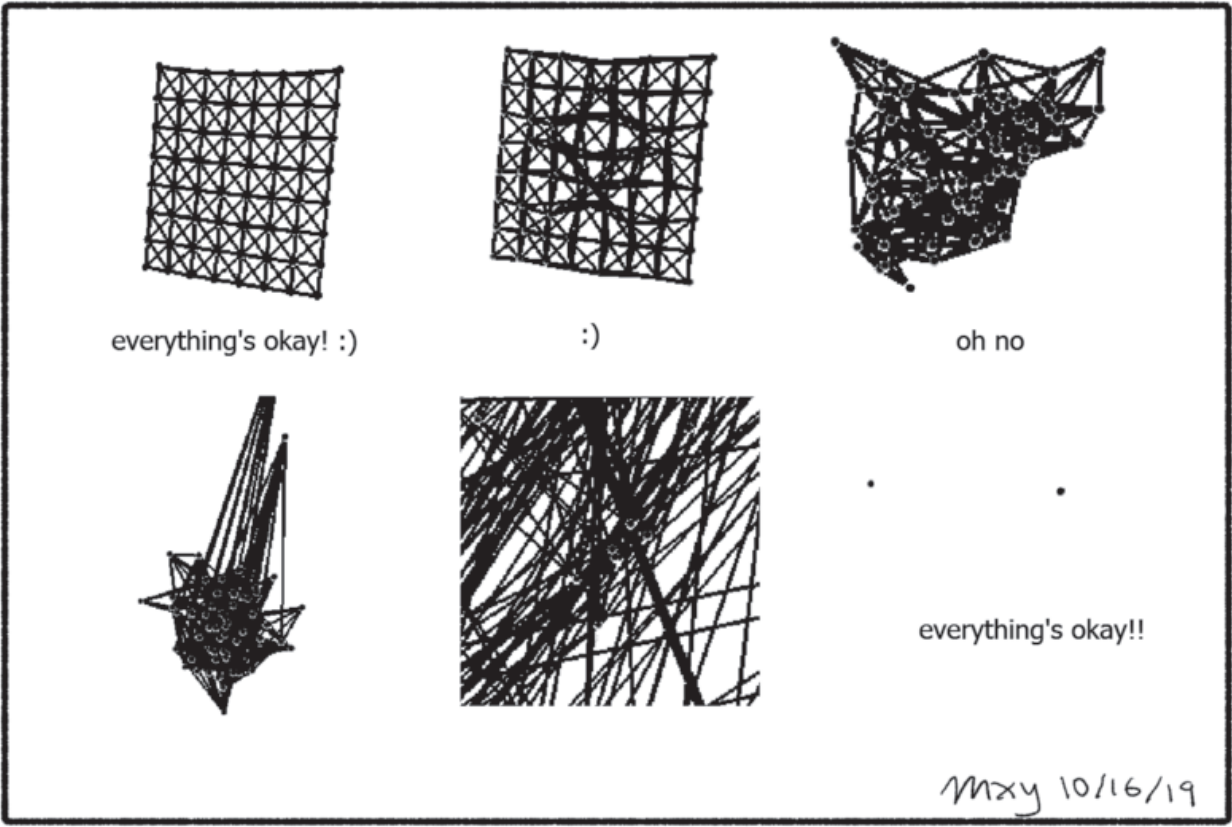 everything's okay! :)
:)
oh no
everything's okay!!
mxy 10/16/19